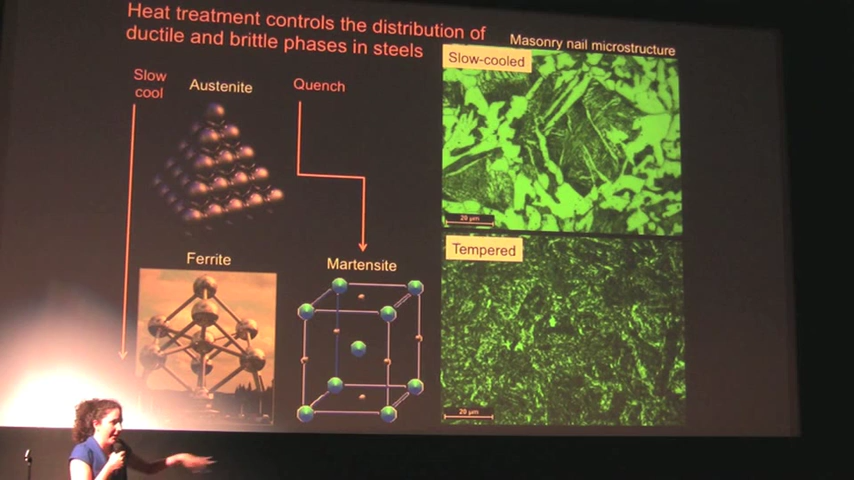 Heat treatment controls the distribution of
ductile and brittle phases in steels
Masonry nail microstructure
Slow
cool
Austenite
Quench
Slow-cooled
20 µm
Ferrite
Martensite
Tempered
20 µm